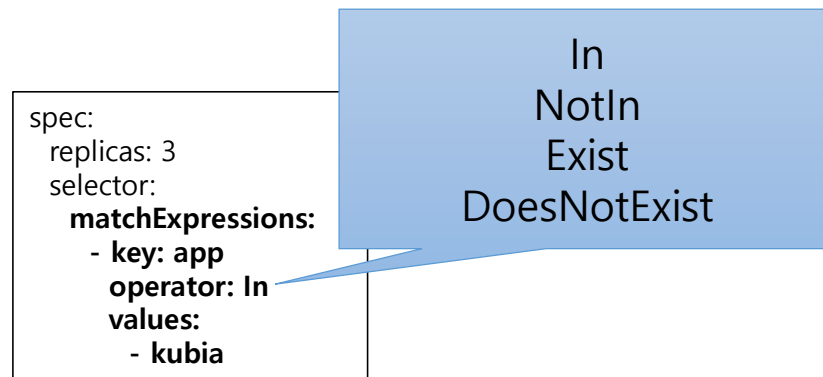 In
NotIn
Exist
DoesNotExist
spec:
replicas: 3
selector:
matchExpressions:
- key: app
operator: In
values:
- kubia